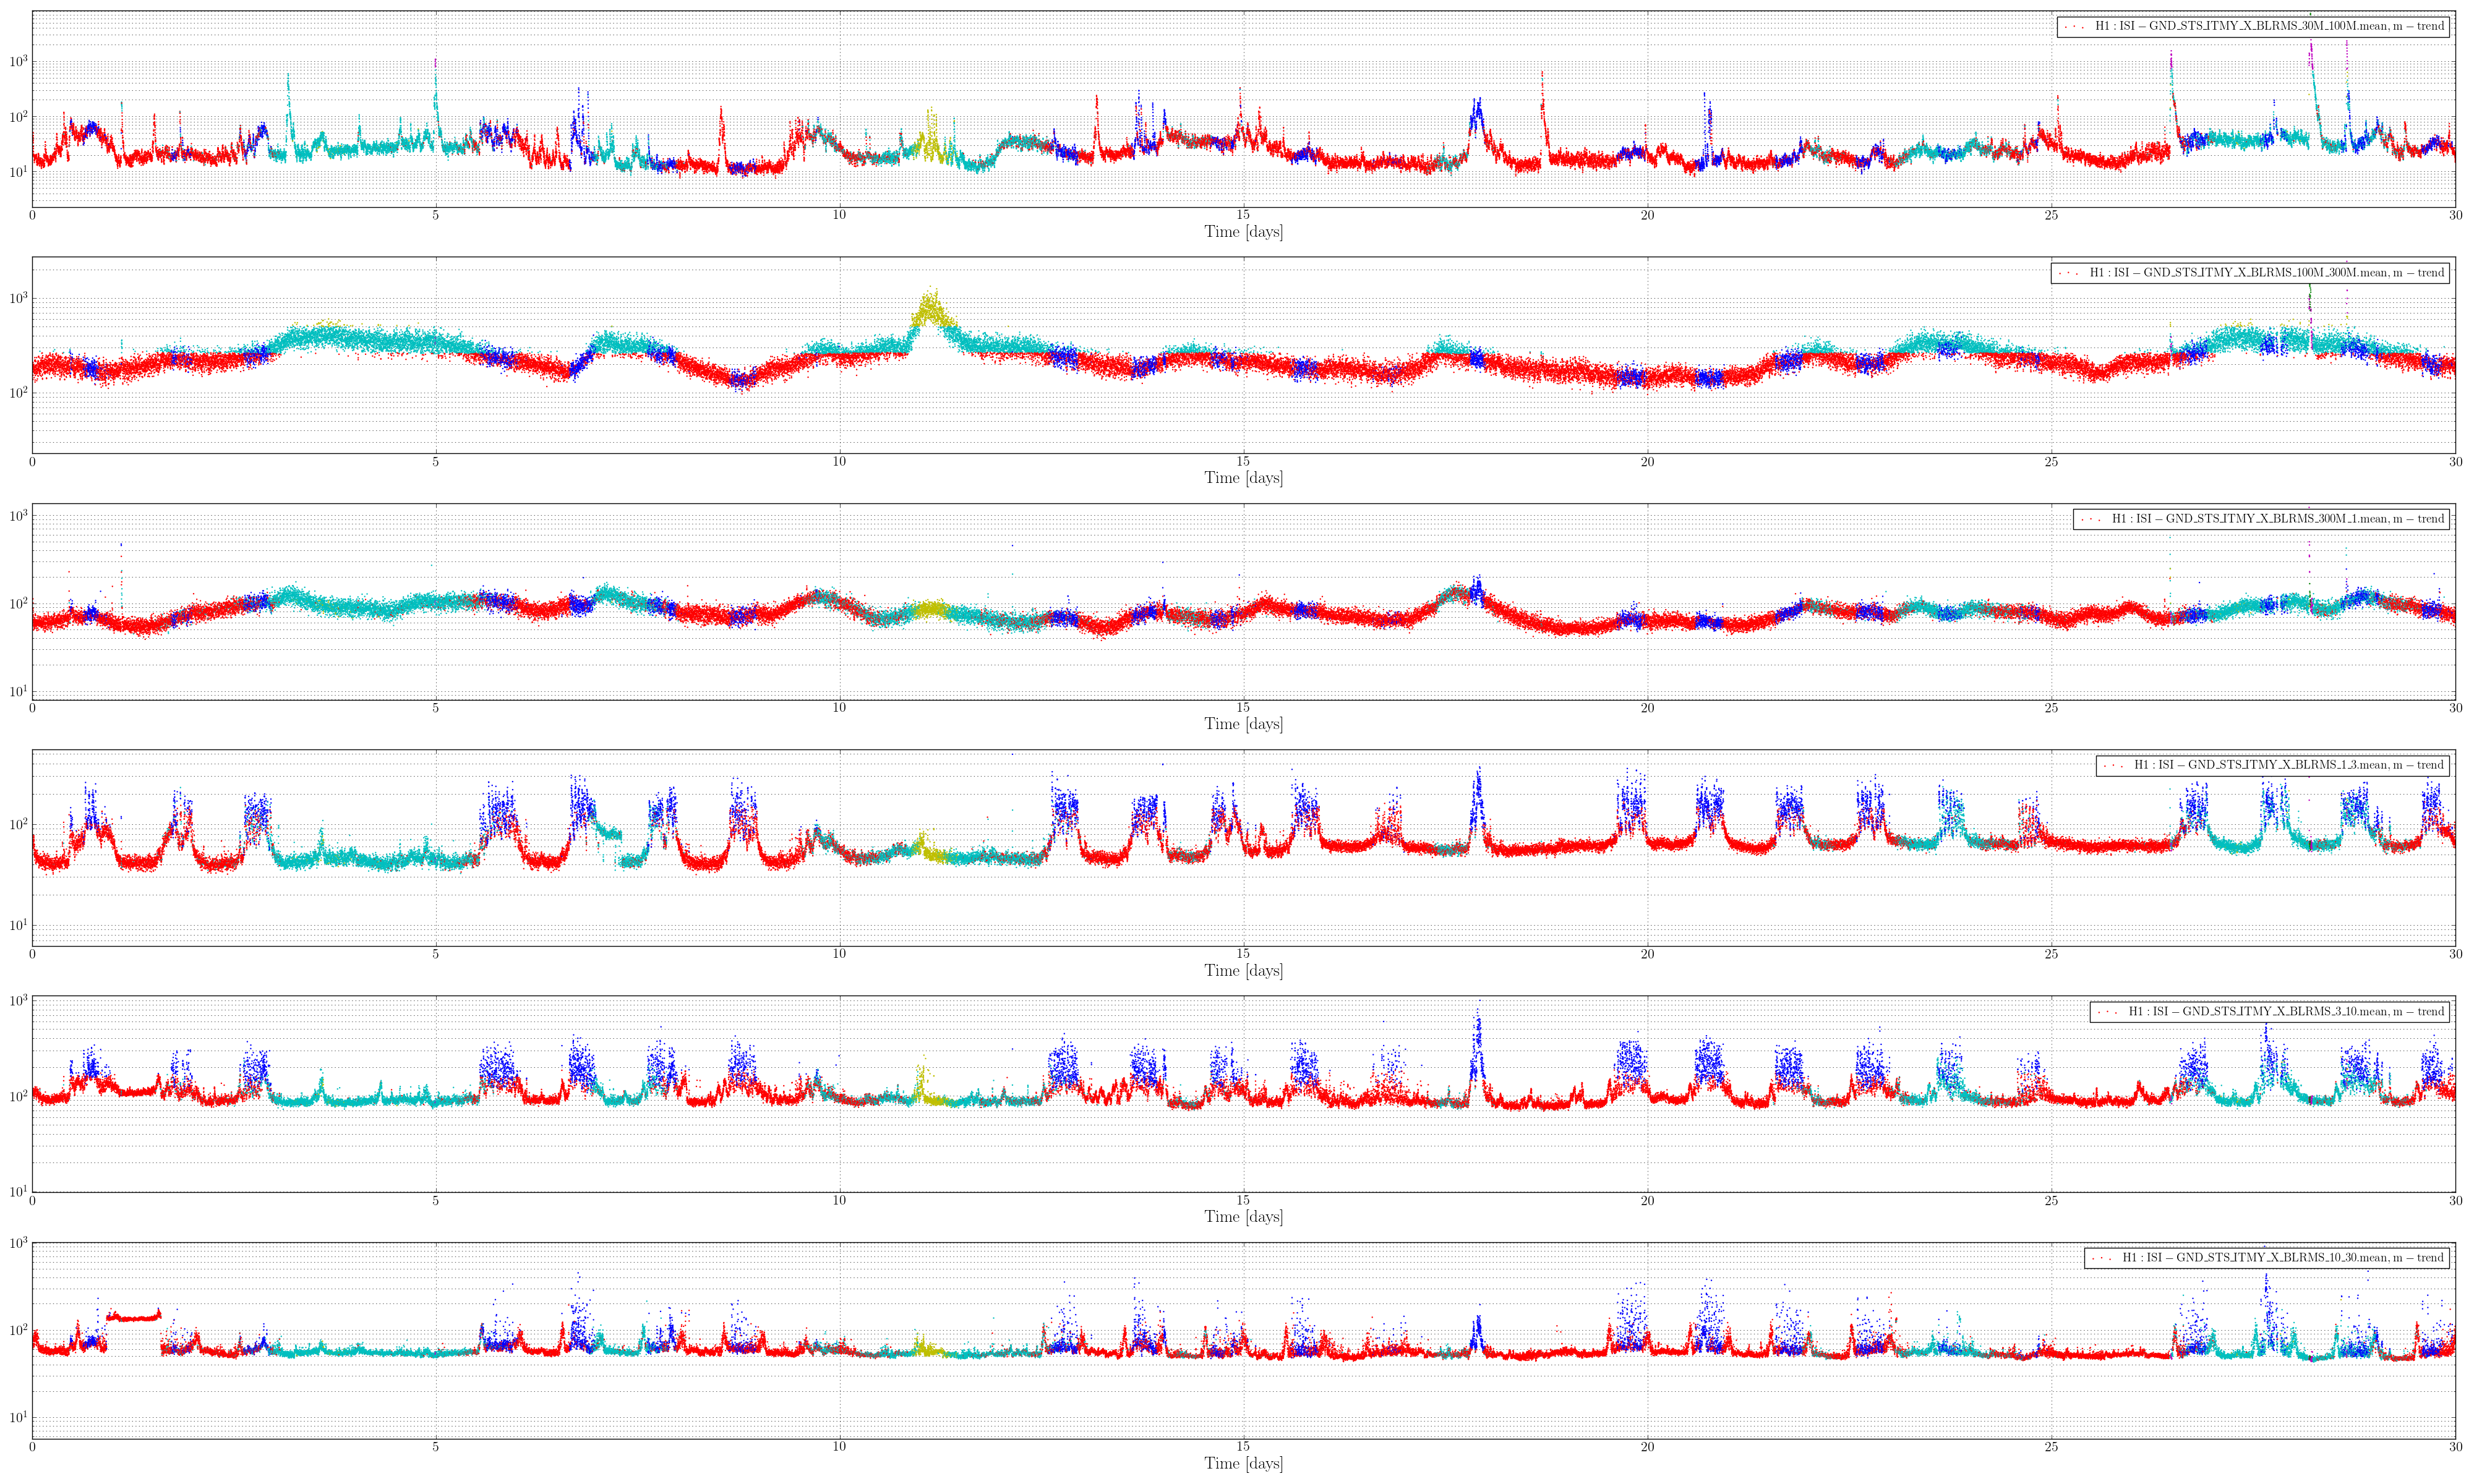 H1 : ISI − GND_STS_ITMY_X_BLRMS_30M_100M.mean, m − trend
10³
10²
10¹
0 5 10 15 20 25 30
Time [days]
H1 : ISI − GND_STS_ITMY_X_BLRMS_100M_300M.mean, m − trend
10³
10²
0 5 10 15 20 25 30
Time [days]
10³
H1 : ISI − GND_STS_ITMY_X_BLRMS_300M_1.mean, m − trend
10²
10¹
0 5 10 15 20 25 30
Time [days]
H1 : ISI − GND_STS_ITMY_X_BLRMS_1_3.mean, m − trend
10²
10¹
0 5 10 15 20 25 30
Time [days]
10³
H1 : ISI − GND_STS_ITMY_X_BLRMS_3_10.mean, m − trend
10²
10¹
0 5 10 15 20 25 30
Time [days]
10³
H1 : ISI − GND_STS_ITMY_X_BLRMS_10_30.mean, m − trend
10²
10¹
0 5 10 15 20 25 30
Time [days]